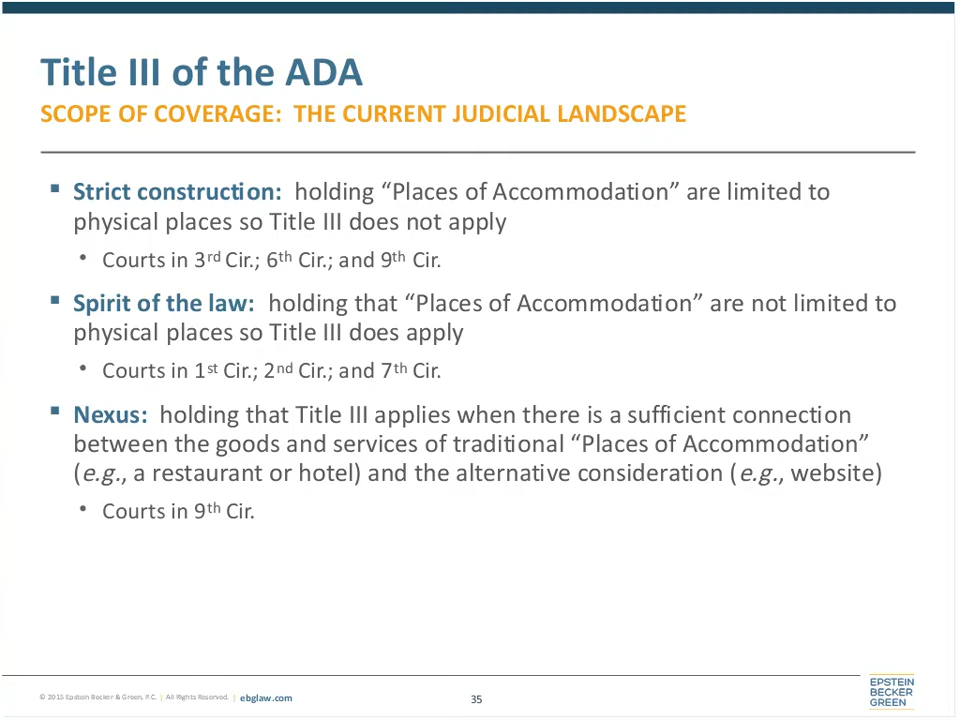 Title III of the ADA
SCOPE OF COVERAGE: THE CURRENT JUDICIAL LANDSCAPE
▪ Strict construction: holding “Places of Accommodation” are limited to
physical places so Title III does not apply
• Courts in 3rd Cir.; 6th Cir.; and 9th Cir.
▪ Spirit of the law: holding that “Places of Accommodation” are not limited to
physical places so Title III does apply
• Courts in 1st Cir.; 2nd Cir.; and 7th Cir.
▪ Nexus: holding that Title III applies when there is a sufficient connection
between the goods and services of traditional “Places of Accommodation”
(e.g., a restaurant or hotel) and the alternative consideration (e.g., website)
• Courts in 9th Cir.
© 2015 Epstein Becker & Green, P.C. | All Rights Reserved. | ebglaw.com
35
EPSTEIN
BECKER
GREEN